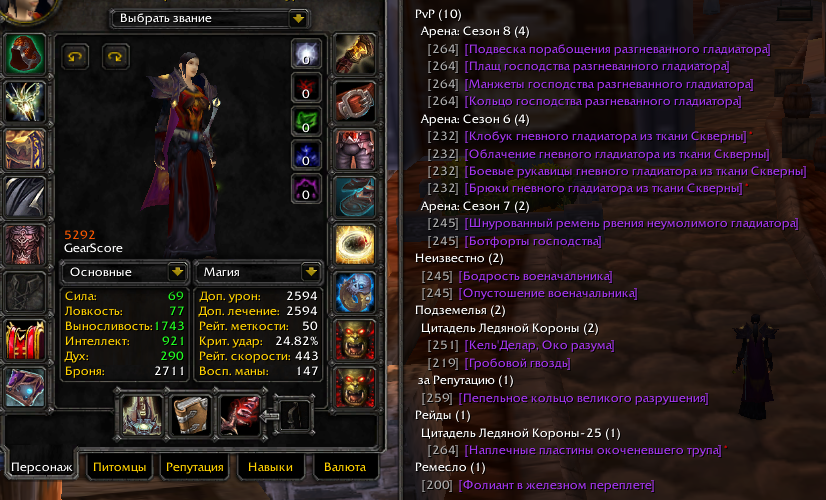 Выбрать звание
0
0
0
0
0
5292
GearScore
Основные
Сила: 69
Ловкость: 77
Выносливость: 1743
Интеллект: 921
Дух: 290
Броня: 2711
Магия
Доп. урон: 2594
Доп. лечение: 2594
Рейт. меткости: 50
Крит. удар: 24.82%
Рейт. скорости: 443
Восп. маны: 147
Персонаж
Питомцы
Репутация
Навыки
Валюта
PvP (10)
Арена: Сезон 8 (4)
[264] [Подвеска порабощения разгневанного гладиатора]
[264] [Плащ господства разгневанного гладиатора]
[264] [Манжеты господства разгневанного гладиатора]
[264] [Кольцо господства разгневанного гладиатора]
Арена: Сезон 6 (4)
[232] [Клобук гневного гладиатора из ткани Скверны]
[232] [Облачение гневного гладиатора из ткани Скверны]
[232] [Боевые рукавицы гневного гладиатора из ткани Скверны]
[232] [Брюки гневного гладиатора из ткани Скверны]
Арена: Сезон 7 (2)
[245] [Шнурованный ремень рвения неумолимого гладиатора]
[245] [Ботфорты господства]
Неизвестно (2)
[245] [Бодрость военачальника]
[245] [Опустошение военачальника]
Подземелья (2)
Цитадель Ледяной Короны (2)
[251] [Кель'Делар, Око разума]
[219] [Гробовой гвоздь]
за Репутацию (1)
[259] [Пепельное кольцо великого разрушения]
Рейды (1)
Цитадель Ледяной Короны-25 (1)
[264] [Наплечные пластины окоченевшего трупа]
Ремесло (1)
[200] [Фолиант в железном переплете]